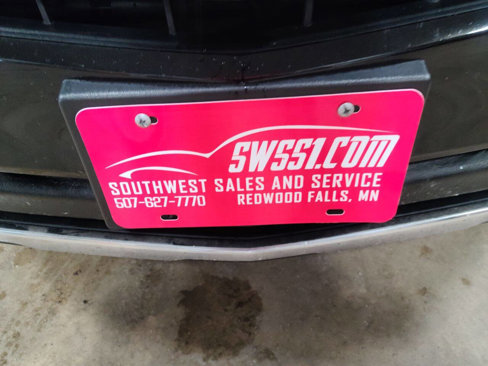 SWSS1.COM
SOUTHWEST SALES AND SERVICE
507-627-7770 REDWOOD FALLS, MN